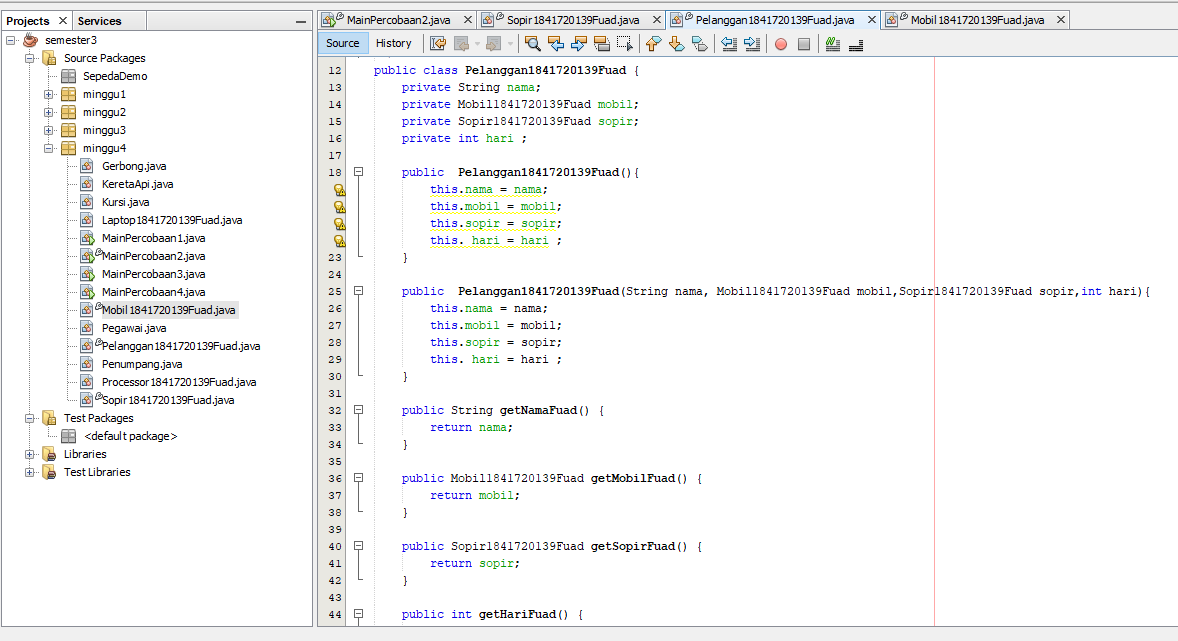 Projects
Services
semester3
Source Packages
SepedaDemo
minggu1
minggu2
minggu3
minggu4
Gerbong.java
KeretaApi.java
Kursi.java
Laptop1841720139Fuad.java
MainPercobaan1.java
MainPercobaan2.java
MainPercobaan3.java
MainPercobaan4.java
Mobil1841720139Fuad.java
Pegawai.java
Pelanggan1841720139Fuad.java
Penumpang.java
Processor1841720139Fuad.java
Sopir1841720139Fuad.java
Test Packages
<default package>
Libraries
Test Libraries
MainPercobaan2.java Sopir1841720139Fuad.java Pelanggan1841720139Fuad.java Mobil1841720139Fuad.java
Source History
12 public class Pelanggan1841720139Fuad {
13 private String nama;
14 private Mobil1841720139Fuad mobil;
15 private Sopir1841720139Fuad sopir;
16 private int hari ;
17
18 public  Pelanggan1841720139Fuad(){
this.nama = nama;
this.mobil = mobil;
this.sopir = sopir;
this. hari = hari ;
23 }
24
25 public  Pelanggan1841720139Fuad(String nama, Mobil1841720139Fuad mobil,Sopir1841720139Fuad sopir,int hari){
26 this.nama = nama;
27 this.mobil = mobil;
28 this.sopir = sopir;
29 this. hari = hari ;
30 }
31
32 public String getNamaFuad() {
33 return nama;
34 }
35
36 public Mobil1841720139Fuad getMobilFuad() {
37 return mobil;
38 }
39
40 public Sopir1841720139Fuad getSopirFuad() {
41 return sopir;
42 }
43
44 public int getHariFuad() {